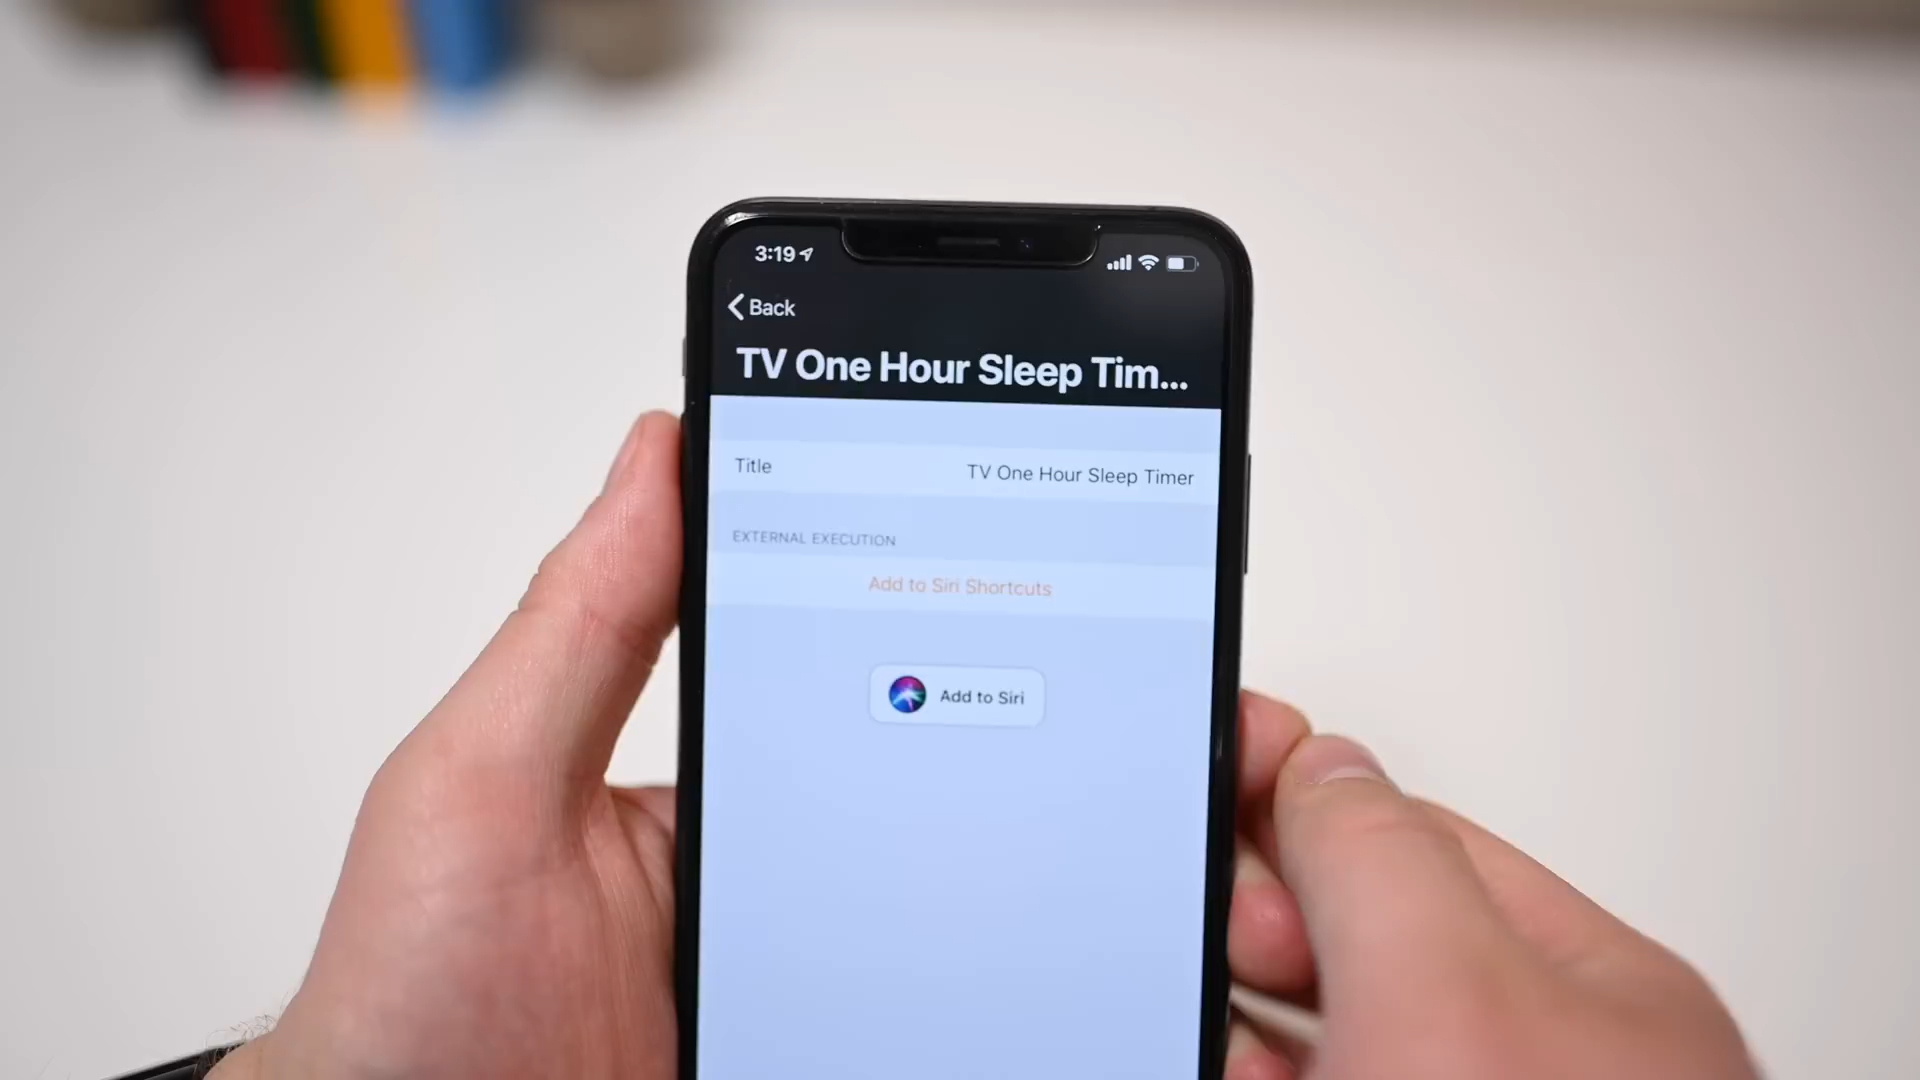 3:19
Back
TV One Hour Sleep Tim...
Title
TV One Hour Sleep Timer
EXTERNAL EXECUTION
Add to Siri Shortcuts
Add to Siri